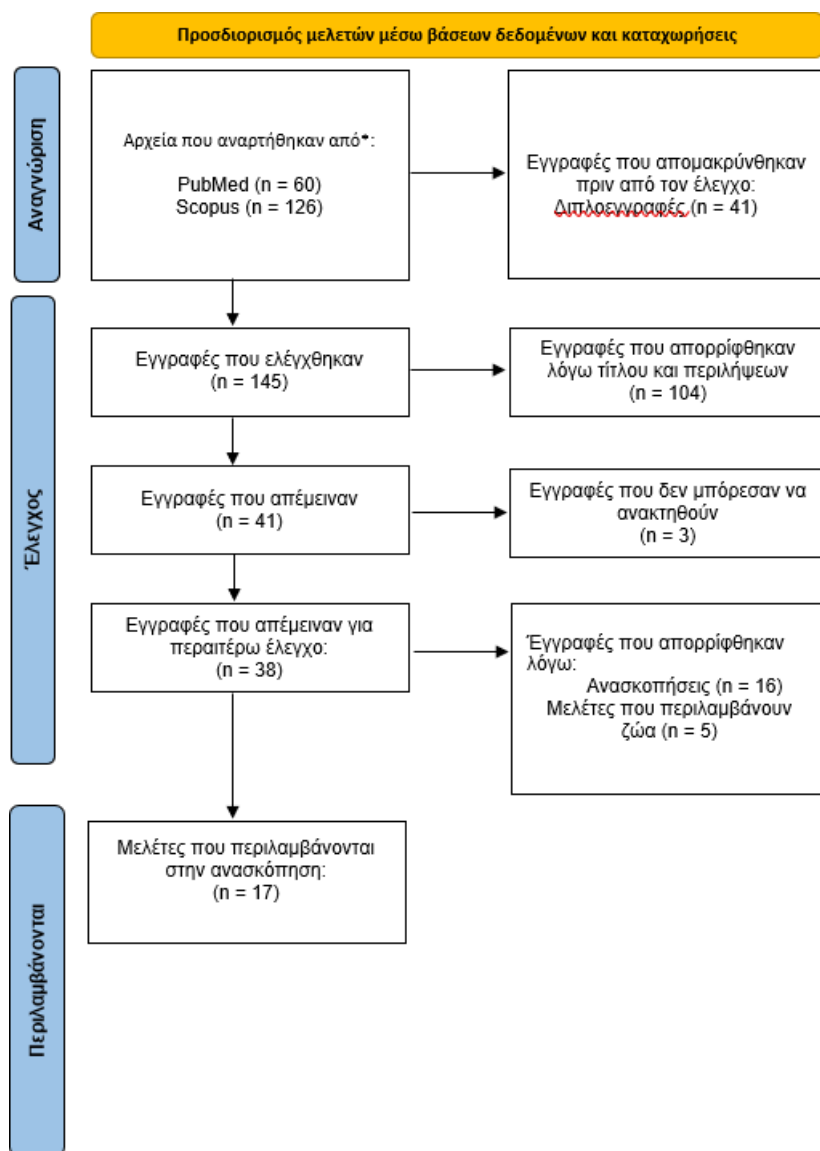 Προσδιορισμός μελετών μέσω βάσεων δεδομένων και καταχωρήσεις
Αναγνώριση
Αρχεία που αναρτήθηκαν από*:
PubMed (n = 60)
Scopus (n = 126)
Εγγραφές που απομακρύνθηκαν
πριν από τον έλεγχο:
Διπλοεγγραφές (n = 41)
Έλεγχος
Εγγραφές που ελέγχθηκαν
(n = 145)
Εγγραφές που απορρίφθηκαν
λόγω τίτλου και περιλήψεων
(n = 104)
Εγγραφές που απέμειναν
(n = 41)
Εγγραφές που δεν μπόρεσαν να
ανακτηθούν
(n = 3)
Εγγραφές που απέμειναν για
περαιτέρω έλεγχο:
(n = 38)
Έγγραφές που απορρίφθηκαν
λόγω:
Ανασκοπήσεις (n = 16)
Μελέτες που περιλαμβάνουν
ζώα (n = 5)
Περιλαμβάνονται
Μελέτες που περιλαμβάνονται
στην ανασκόπηση:
(n = 17)